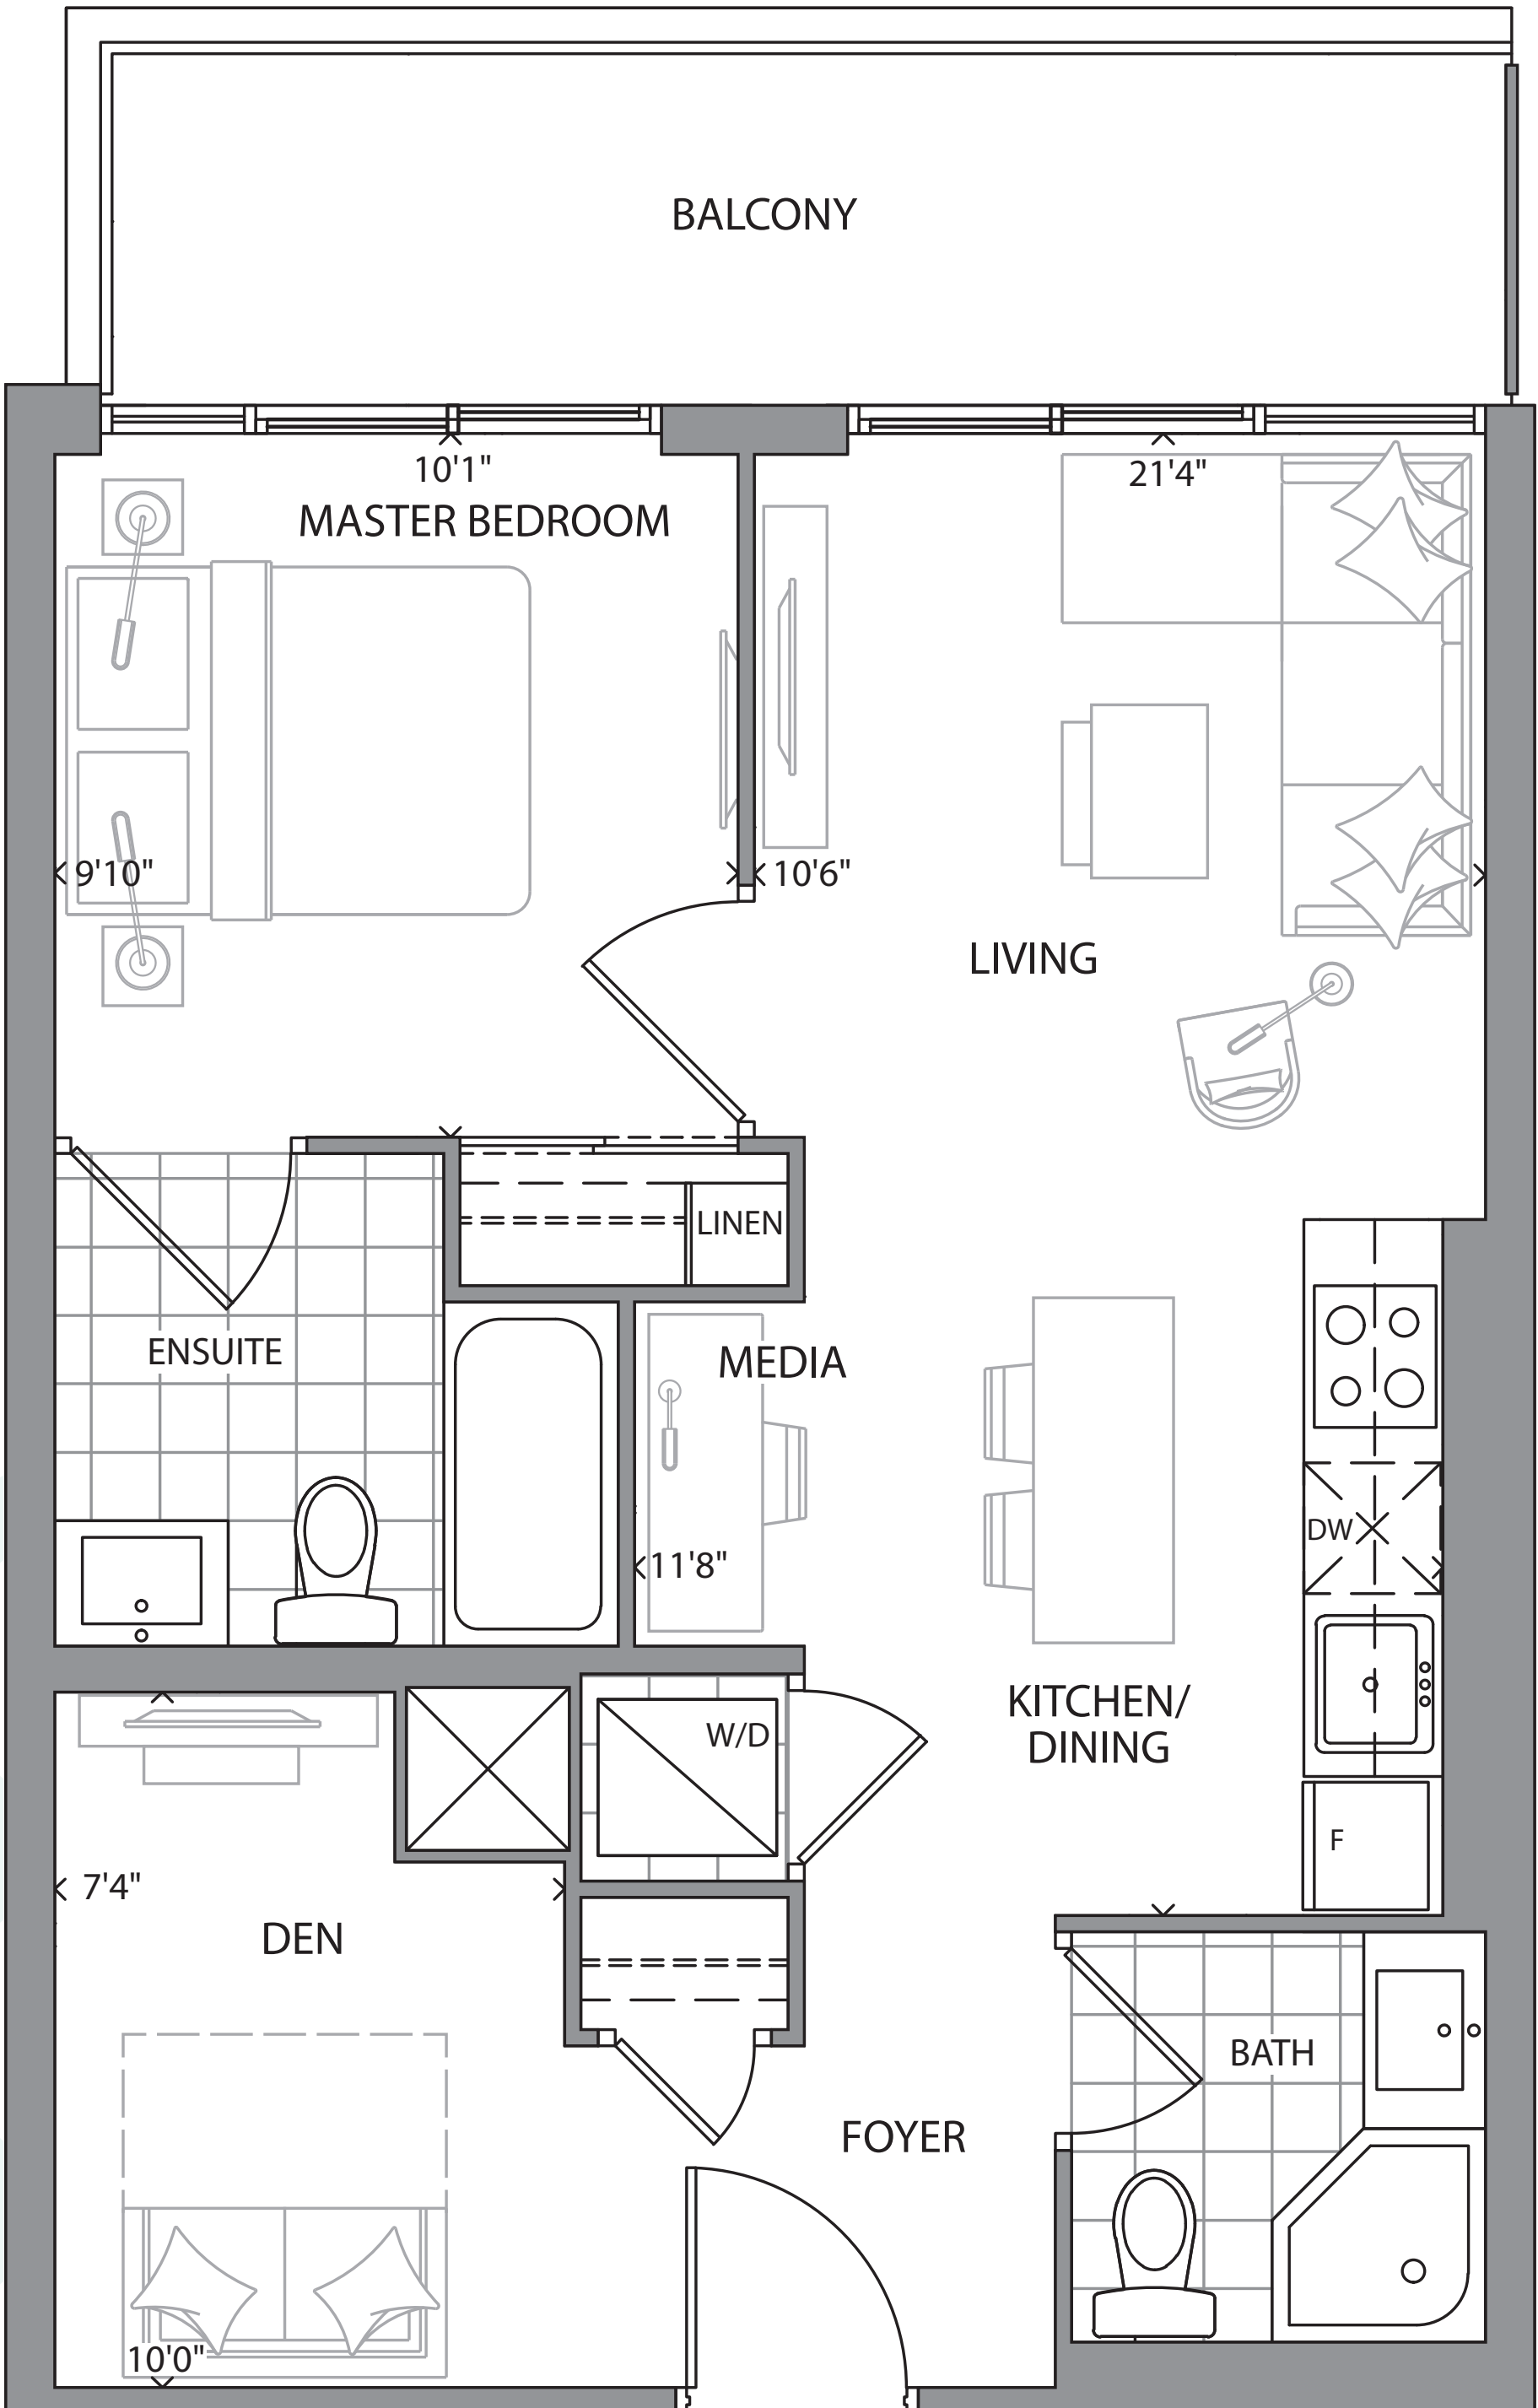 BALCONY
10'1"
21'4"
MASTER BEDROOM
9'10"
10'6"
LIVING
LINEN
ENSUITE
MEDIA
DW
11'8"
KITCHEN/
DINING
W/D
F
7'4"
DEN
BATH
FOYER
10'0"